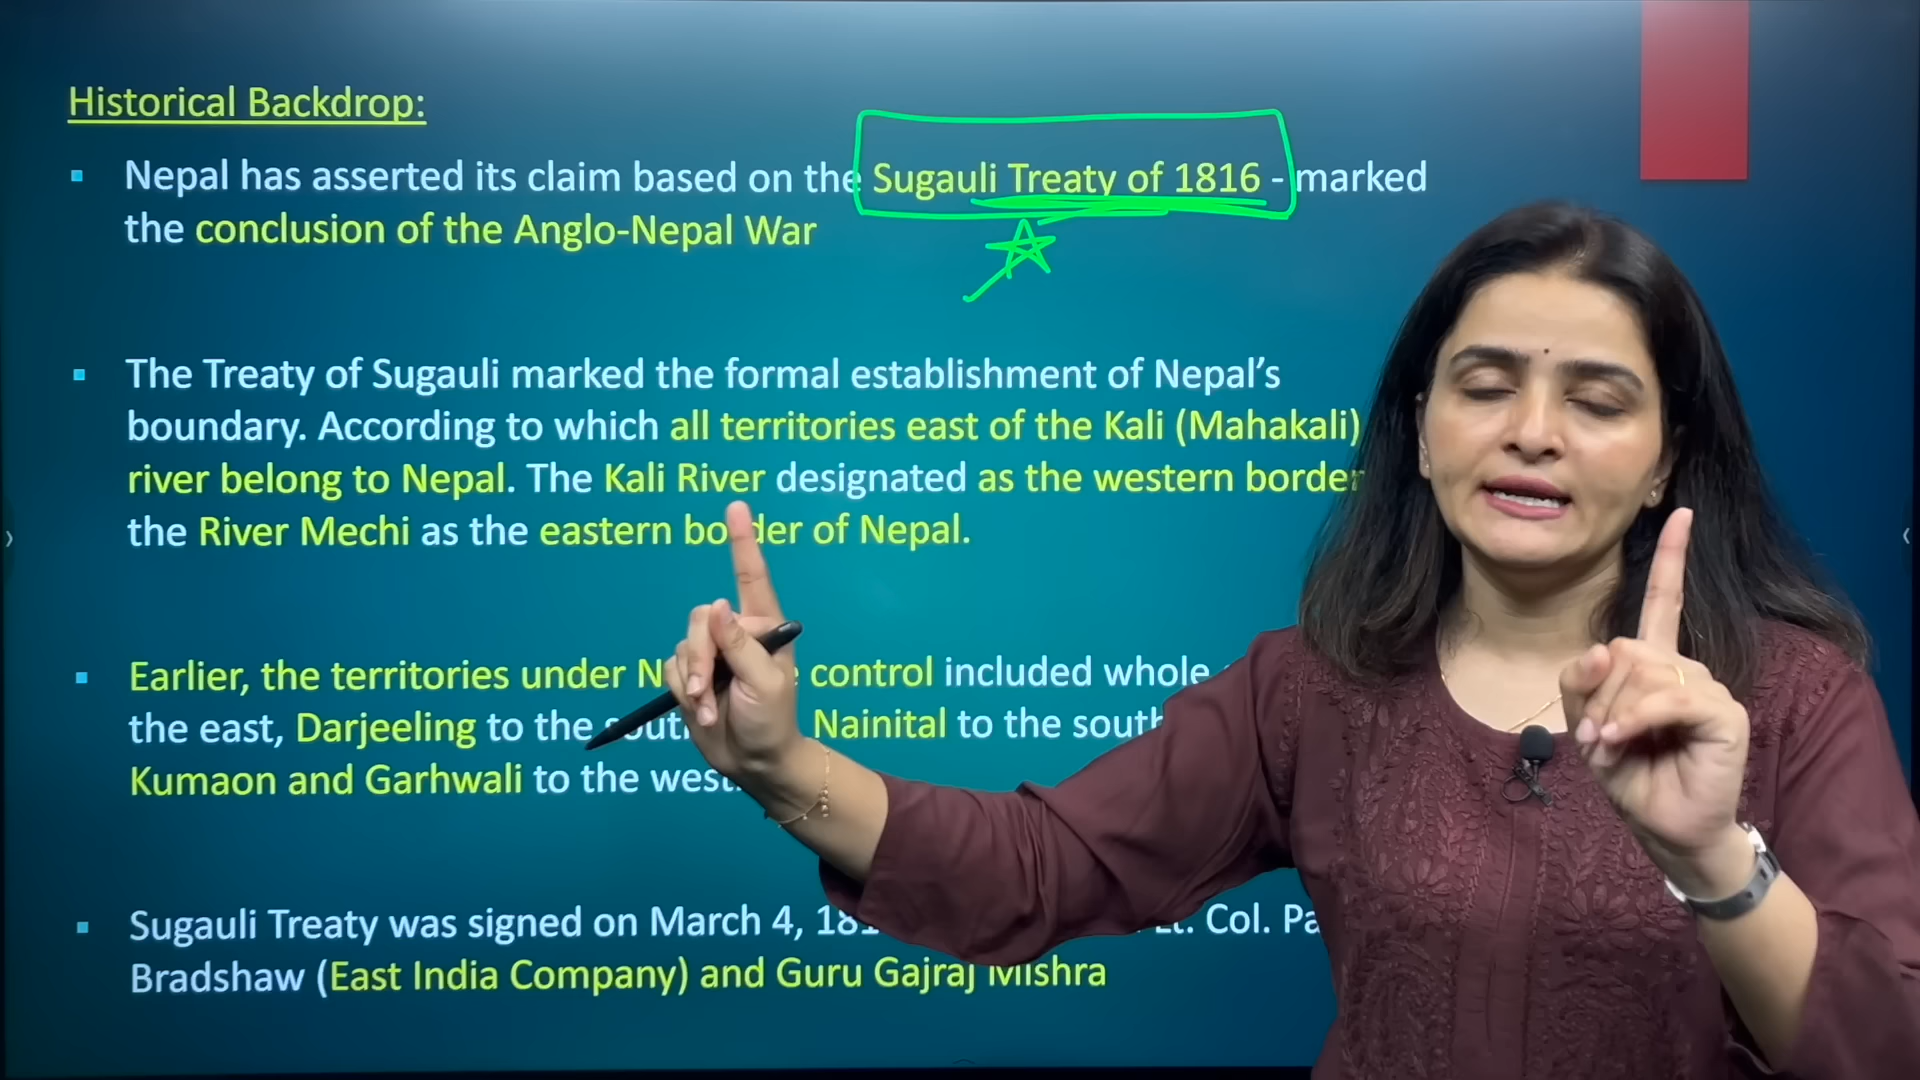 Historical Backdrop:
Nepal has asserted its claim based on the Sugauli Treaty of 1816 - marked
the conclusion of the Anglo-Nepal War
The Treaty of Sugauli marked the formal establishment of Nepal’s
boundary. According to which all territories east of the Kali (Mahakali)
river belong to Nepal. The Kali River designated as the western border
the River Mechi as the eastern border of Nepal.
Earlier, the territories under control included whole
the east, Darjeeling to the Nainital to the south
Kumaon and Garhwali to the west.
Sugauli Treaty was signed on March 4, Lt. Col.
Bradshaw (East India Company) and Guru Gajraj Mishra